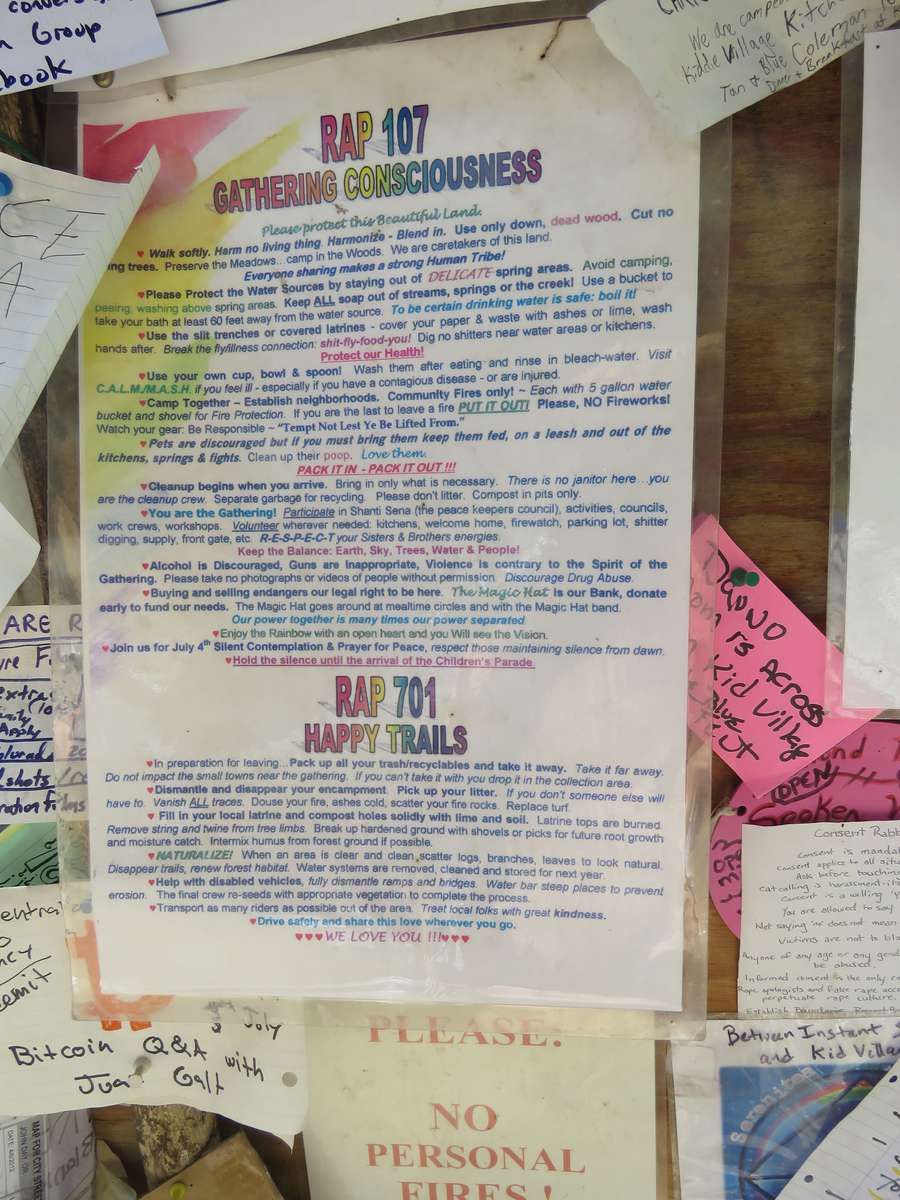 Group
book
We are
Kiddie Village Kitchen
Tan & Blue Coleman
RAP 107
GATHERING CONSCIOUSNESS
Please protect this Beautiful Land.
♥ Walk softly. Harm no living thing. Harmonize - Blend in. Use only down, dead wood. Cut no
ing trees. Preserve the Meadows...camp in the Woods. We are caretakers of this land.
Everyone sharing makes a strong Human Tribe!
♥Please Protect the Water Sources by staying out of DELICATE spring areas. Avoid camping,
peeing, washing above spring areas. Keep ALL soap out of streams, springs or the creek! Use a bucket to
take your bath at least 60 feet away from the water source. To be certain drinking water is safe: boil it!
♥Use the slit trenches or covered latrines - cover your paper & waste with ashes or lime, wash
hands after. Break the fly/illness connection: shit-fly-food-you! Dig no shitters near water areas or kitchens.
Protect our Health!
♥Use your own cup, bowl & spoon! Wash them after eating and rinse in bleach-water. Visit
C.A.L.M./M.A.S.H. if you feel ill - especially if you have a contagious disease - or are injured.
♥Camp Together – Establish neighborhoods. Community Fires only! ~ Each with 5 gallon water
bucket and shovel for Fire Protection. If you are the last to leave a fire PUT IT OUT! Please, NO Fireworks!
Watch your gear: Be Responsible ~ "Tempt Not Lest Ye Be Lifted From."
♥Pets are discouraged but if you must bring them keep them fed, on a leash and out of the
kitchens, springs & fights. Clean up their poop. Love them.
PACK IT IN - PACK IT OUT !!!
♥Cleanup begins when you arrive. Bring in only what is necessary. There is no janitor here...you
are the cleanup crew. Separate garbage for recycling. Please don't litter. Compost in pits only.
♥You are the Gathering! Participate in Shanti Sena (the peace keepers council), activities, councils,
work crews, workshops. Volunteer wherever needed: kitchens, welcome home, firewatch, parking lot, shitter
digging, supply, front gate, etc. R-E-S-P-E-C-T your Sisters & Brothers energies.
Keep the Balance: Earth, Sky, Trees, Water & People!
♥Alcohol is Discouraged, Guns are Inappropriate, Violence is contrary to the Spirit of the
Gathering. Please take no photographs or videos of people without permission. Discourage Drug Abuse.
♥Buying and selling endangers our legal right to be here. The Magic Hat is our Bank, donate
early to fund our needs. The Magic Hat goes around at mealtime circles and with the Magic Hat band.
Our power together is many times our power separated
♥Enjoy the Rainbow with an open heart and you Will see the Vision.
♥Join us for July 4th Silent Contemplation & Prayer for Peace, respect those maintaining silence from dawn.
♥Hold the silence until the arrival of the Children's Parade.
RAP 701
HAPPY TRAILS
♥In preparation for leaving...Pack up all your trash/recyclables and take it away. Take it far away.
Do not impact the small towns near the gathering. If you can't take it with you drop it in the collection area.
♥Dismantle and disappear your encampment. Pick up your litter. If you don't someone else will
have to. Vanish ALL traces. Douse your fire, ashes cold, scatter your fire rocks. Replace turf.
♥ Fill in your local latrine and compost holes solidly with lime and soil. Latrine tops are burned.
Remove string and twine from tree limbs. Break up hardened ground with shovels or picks for future root growth
and moisture catch. Intermix humus from forest ground if possible.
♥NATURALIZE! When an area is clear and clean, scatter logs, branches, leaves to look natural.
Disappear trails, renew forest habitat. Water systems are removed, cleaned and stored for next year.
♥Help with disabled vehicles, fully dismantle ramps and bridges. Water bar steep places to prevent
erosion. The final crew re-seeds with appropriate vegetation to complete the process.
♥Transport as many riders as possible out of the area. Treat local folks with great kindness.
♥Drive safely and share this love wherever you go.
♥♥♥WE LOVE YOU !!!♥♥♥
rs Across
Kid Village
OPEN
Consent Rabb
Consent is manda
Consent applies to all situa
Ask before touchin
Cat calling is harassment
Consent is a willing
You are allowed to say
Not saying no does not mean
Victims are not to bla
Anyone of any age or any gend
be abused.
Informed consent is the only co
Rape apologists and false rape acc
perpetuate rape culture.
ARE
Apply
July
Bitcoin Q&A with
Galt
PLEASE:
NO
PERSONAL
FIRES!
Between Instant
and Kid Villa
Serenity
MAP FOR CITY STREE
JOHN DAY, OR